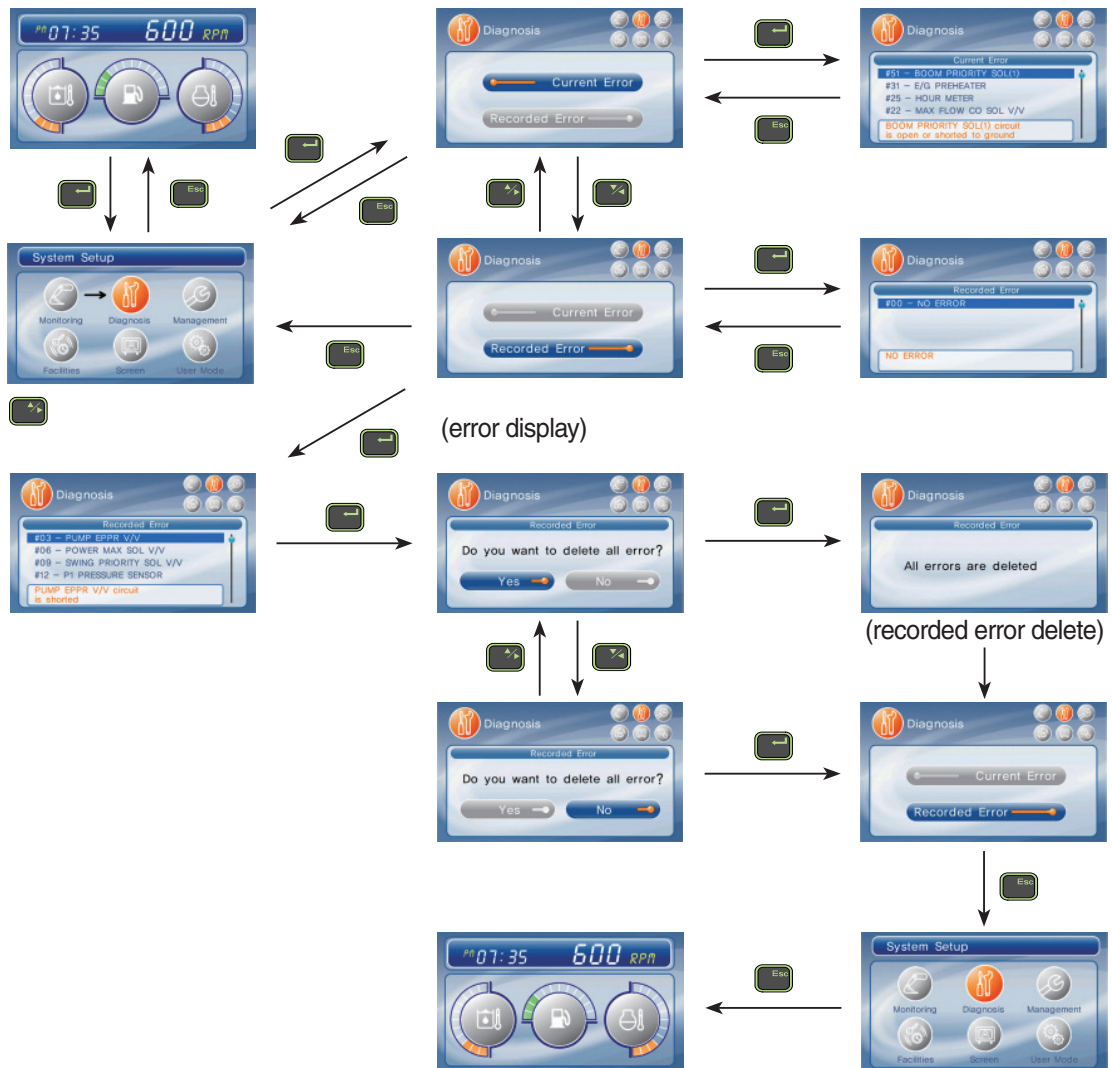 PM 07:35 600 RPM
Diagnosis
Current Error
Recorded Error
Diagnosis
Current Error
#51 - BOOM PRIORITY SOL(1)
#31 - E/G PREHEATER
#25 - HOUR METER
#22 - MAX FLOW CO SOL V/V
BOOM PRIORITY SOL(1) circuit
is open or shorted to ground
Esc
Esc
Esc
System Setup
Monitoring Diagnosis Management
Facilities Screen User Mode
Diagnosis
Current Error
Recorded Error
Diagnosis
Recorded Error
#00 - NO ERROR
NO ERROR
Esc
Esc
(error display)
Diagnosis
Recorded Error
#03 - PUMP EPPR V/V
#06 - POWER MAX SOL V/V
#09 - SWING PRIORITY SOL V/V
#12 - P1 PRESSURE SENSOR
PUMP EPPR V/V circuit
is shorted
Diagnosis
Recorded Error
Do you want to delete all error?
Yes No
Diagnosis
Recorded Error
All errors are deleted
(recorded error delete)
Diagnosis
Recorded Error
Do you want to delete all error?
Yes No
Diagnosis
Current Error
Recorded Error
Esc
PM 07:35 600 RPM
Esc
System Setup
Monitoring Diagnosis Management
Facilities Screen User Mode